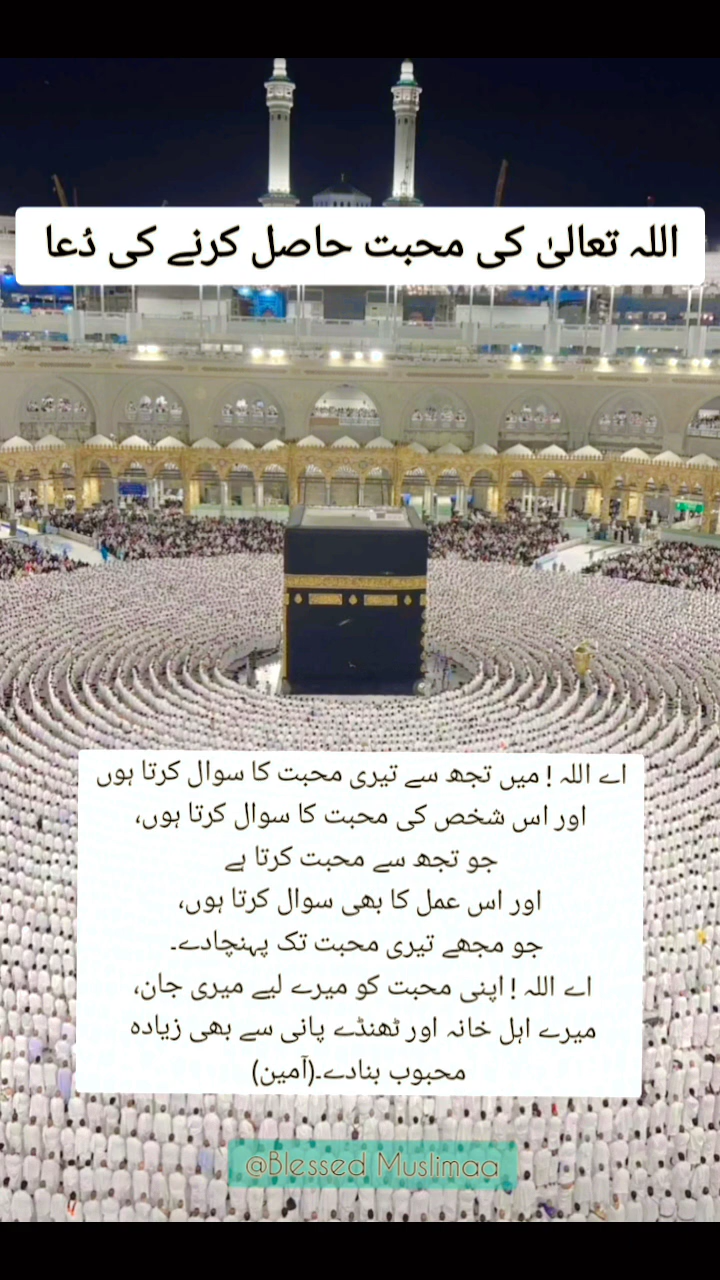 اللہ تعالیٰ کی محبت حاصل کرنے کی دُعا
اے اللہ ! میں تجھ سے تیری محبت کا سوال کرتا ہوں
اور اس شخص کی محبت کا سوال کرتا ہوں،
جو تجھ سے محبت کرتا ہے
اور اس عمل کا بھی سوال کرتا ہوں،
جو مجھے تیری محبت تک پہنچادے۔
اے اللہ ! اپنی محبت کو میرے لیے میری جان،
میرے اہل خانہ اور ٹھنڈے پانی سے بھی زیادہ
محبوب بنادے۔(آمین)
@Blessed Muslimaa